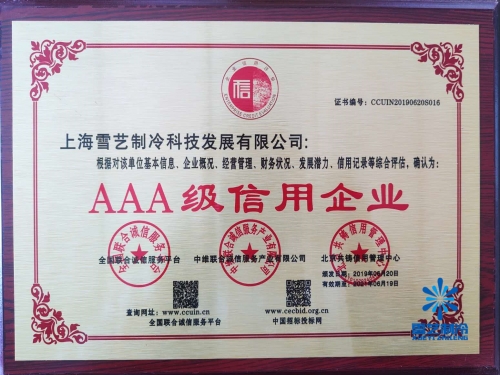 信
证书编号：CCUIN20190620S016
上海雪艺制冷科技发展有限公司：
根据对该单位基本信息、企业概况、经营管理、财务状况、发展潜力、信用记录等综合评估，确认为：
AAA级信用企业
全国联合诚信服务平台 中维联合诚信服务产业有限公司 北京共铸信用管理中心
颁发日期：2019年06月20日
有效期至：2021年06月19日
查询网址：www.ccuin.cn www.cecbid.org.cn
全国联合诚信服务平台 中国招标投标网